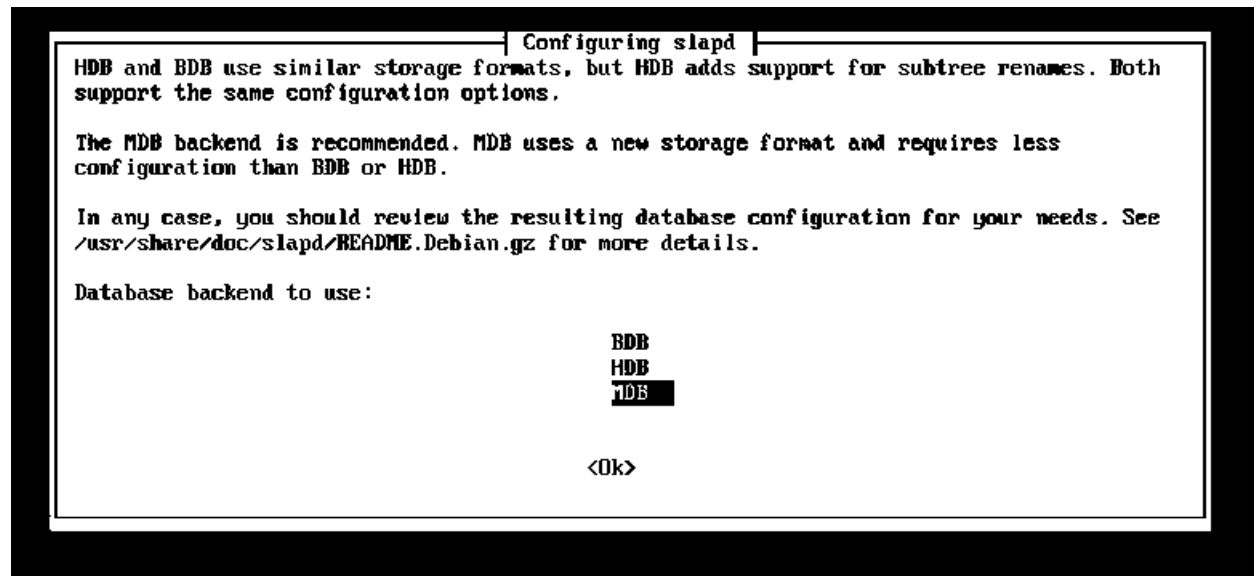 Configuring slapd
HDB and BDB use similar storage formats, but HDB adds support for subtree renames. Both
support the same configuration options.
The MDB backend is recommended. MDB uses a new storage format and requires less
configuration than BDB or HDB.
In any case, you should review the resulting database configuration for your needs. See
/usr/share/doc/slapd/README.Debian.gz for more details.
Database backend to use:
BDB
HDB
MDB
<Ok>